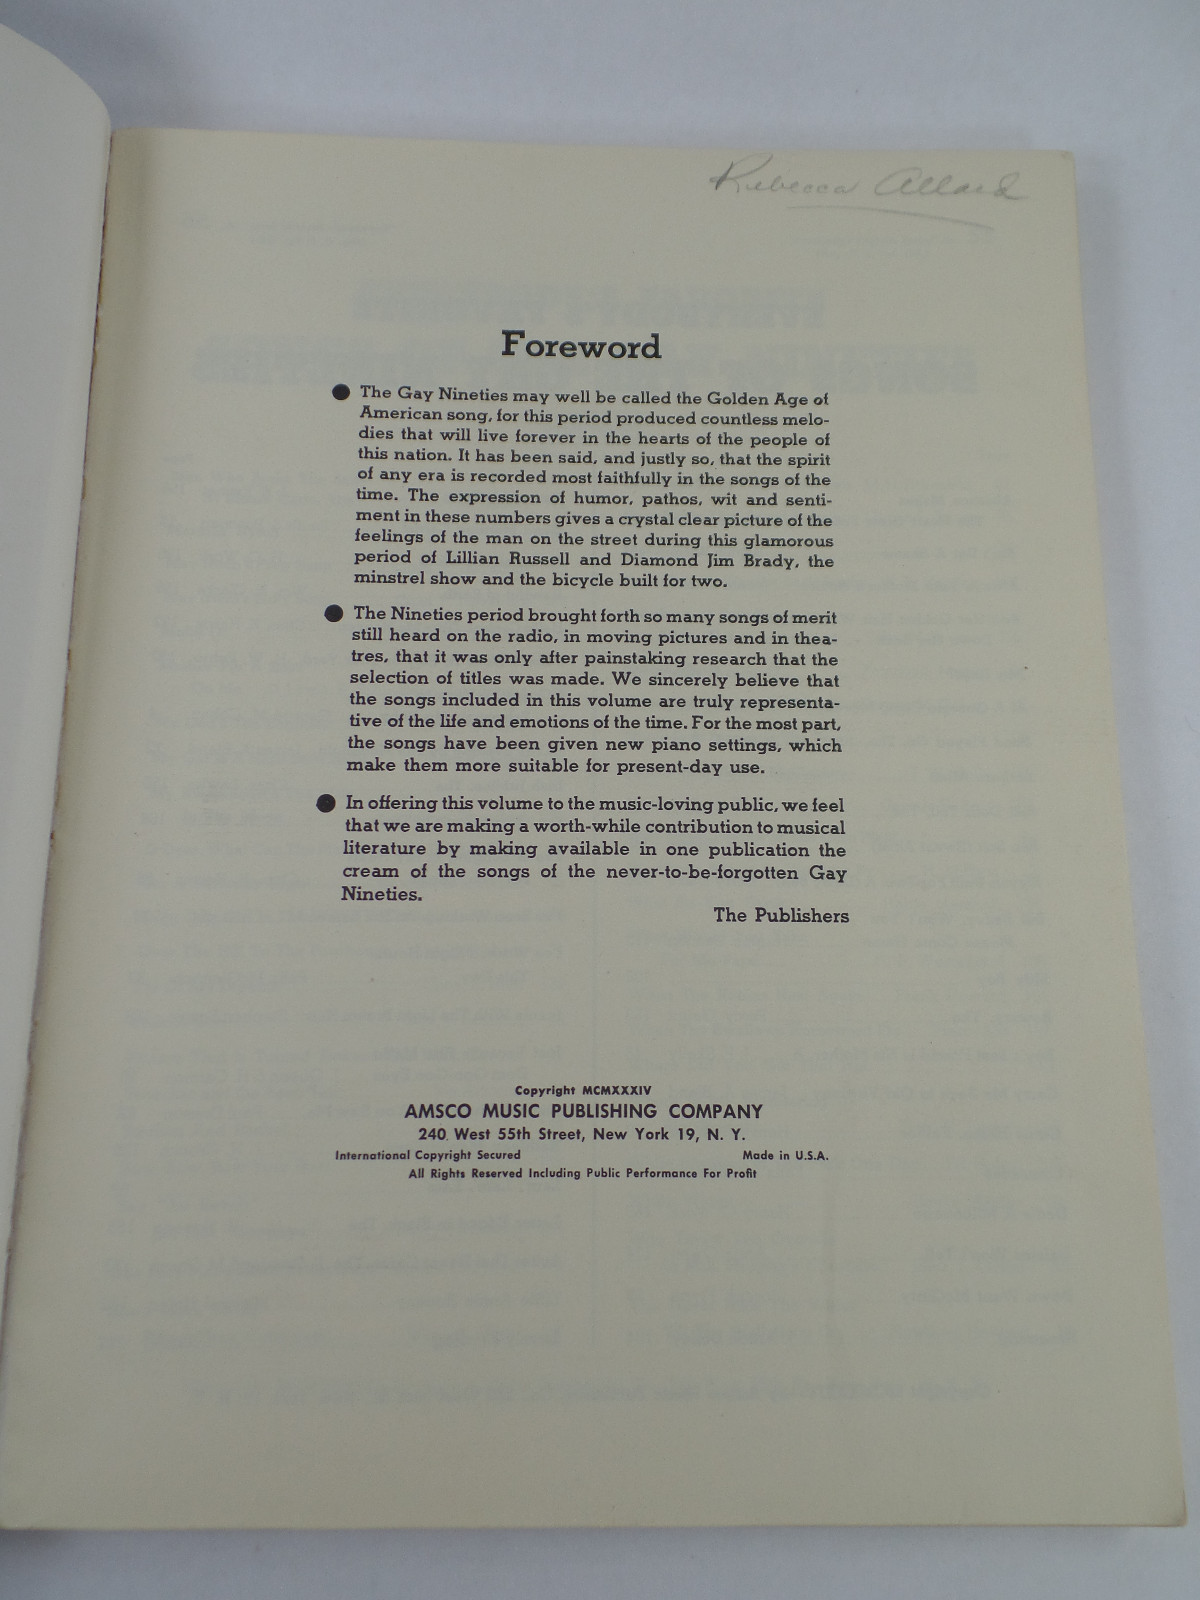 Rebecca Allard
Foreword
● The Gay Nineties may well be called the Golden Age of
American song, for this period produced countless melo-
dies that will live forever in the hearts of the people of
this nation. It has been said, and justly so, that the spirit
of any era is recorded most faithfully in the songs of the
time. The expression of humor, pathos, wit and senti-
ment in these numbers gives a crystal clear picture of the
feelings of the man on the street during this glamorous
period of Lillian Russell and Diamond Jim Brady, the
minstrel show and the bicycle built for two.
● The Nineties period brought forth so many songs of merit
still heard on the radio, in moving pictures and in thea-
tres, that it was only after painstaking research that the
selection of titles was made. We sincerely believe that
the songs included in this volume are truly representa-
tive of the life and emotions of the time. For the most part,
the songs have been given new piano settings, which
make them more suitable for present-day use.
● In offering this volume to the music-loving public, we feel
that we are making a worth-while contribution to musical
literature by making available in one publication the
cream of the songs of the never-to-be-forgotten Gay
Nineties.
The Publishers
Copyright MCMXXXIV
AMSCO MUSIC PUBLISHING COMPANY
240 West 55th Street, New York 19, N. Y.
International Copyright Secured Made in U.S.A.
All Rights Reserved Including Public Performance For Profit